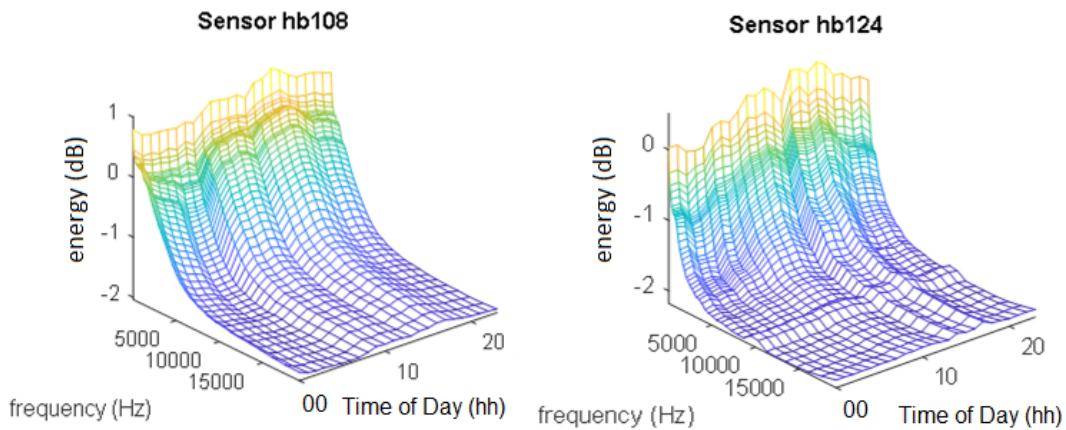 Sensor hb108
1
0
-1
-2
energy (dB)
5000
10000
15000
frequency (Hz)
00
10
20
Time of Day (hh)
Sensor hb124
0
-1
-2
energy (dB)
5000
10000
15000
frequency (Hz)
00
10
20
Time of Day (hh)